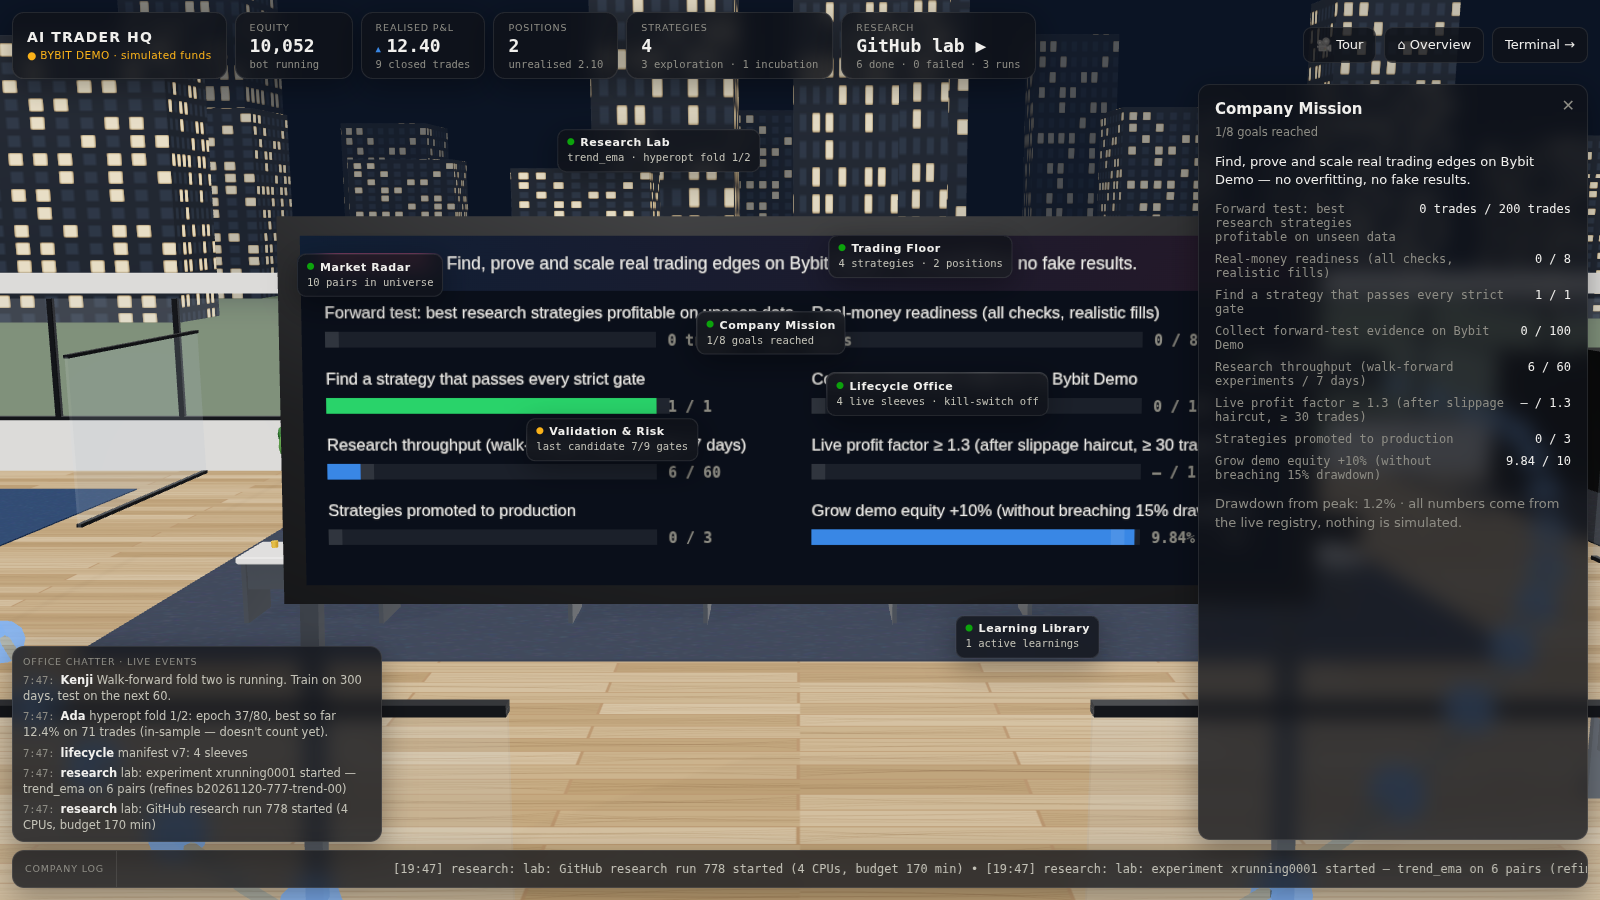 AI TRADER HQ
● BYBIT DEMO · simulated funds
EQUITY
10,052
bot running
REALISED P&L
▲ 12.40
9 closed trades
POSITIONS
2
unrealised 2.10
STRATEGIES
4
3 exploration · 1 incubation
RESEARCH
GitHub lab ▶
6 done · 0 failed · 3 runs
Tour
⌂ Overview
Terminal →
Research Lab
trend_ema · hyperopt fold 1/2
Market Radar
10 pairs in universe
Trading Floor
4 strategies · 2 positions
Company Mission
1/8 goals reached
Lifecycle Office
4 live sleeves · kill-switch off
Validation & Risk
last candidate 7/9 gates
Learning Library
1 active learnings
Find, prove and scale real trading edges on Bybit
no fake results.
Forward test: best research strategies profitable on
0 t
-money readiness (all checks, realistic fills)
0 / 8
Find a strategy that passes every strict gate
1 / 1
Bybit Demo
0 / 1
Research throughput (walk-
days)
6 / 60
Live profit factor ≥ 1.3 (after slippage haircut, ≥ 30 tra
— / 1
Strategies promoted to production
0 / 3
Grow demo equity +10% (without breaching 15% draw
9.84%
Company Mission
×
1/8 goals reached
Find, prove and scale real trading edges on Bybit
Demo — no overfitting, no fake results.
Forward test: best 0 trades / 200 trades
research strategies
profitable on unseen data
Real-money readiness (all checks, 0 / 8
realistic fills)
Find a strategy that passes every strict 1 / 1
gate
Collect forward-test evidence on Bybit 0 / 100
Demo
Research throughput (walk-forward 6 / 60
experiments / 7 days)
Live profit factor ≥ 1.3 (after slippage — / 1.3
haircut, ≥ 30 trades)
Strategies promoted to production 0 / 3
Grow demo equity +10% (without 9.84 / 10
breaching 15% drawdown)
Drawdown from peak: 1.2% · all numbers come from
the live registry, nothing is simulated.
OFFICE CHATTER · LIVE EVENTS
7:47: Kenji Walk-forward fold two is running. Train on 300
days, test on the next 60.
7:47: Ada hyperopt fold 1/2: epoch 37/80, best so far
12.4% on 71 trades (in-sample — doesn't count yet).
7:47: lifecycle manifest v7: 4 sleeves
7:47: research lab: experiment xrunning0001 started —
trend_ema on 6 pairs (refines b20261120-777-trend-00)
7:47: research lab: GitHub research run 778 started (4
CPUs, budget 170 min)
COMPANY LOG
[19:47] research: lab: GitHub research run 778 started (4 CPUs, budget 170 min) • [19:47] research: lab: experiment xrunning0001 started — trend_ema on 6 pairs (refi